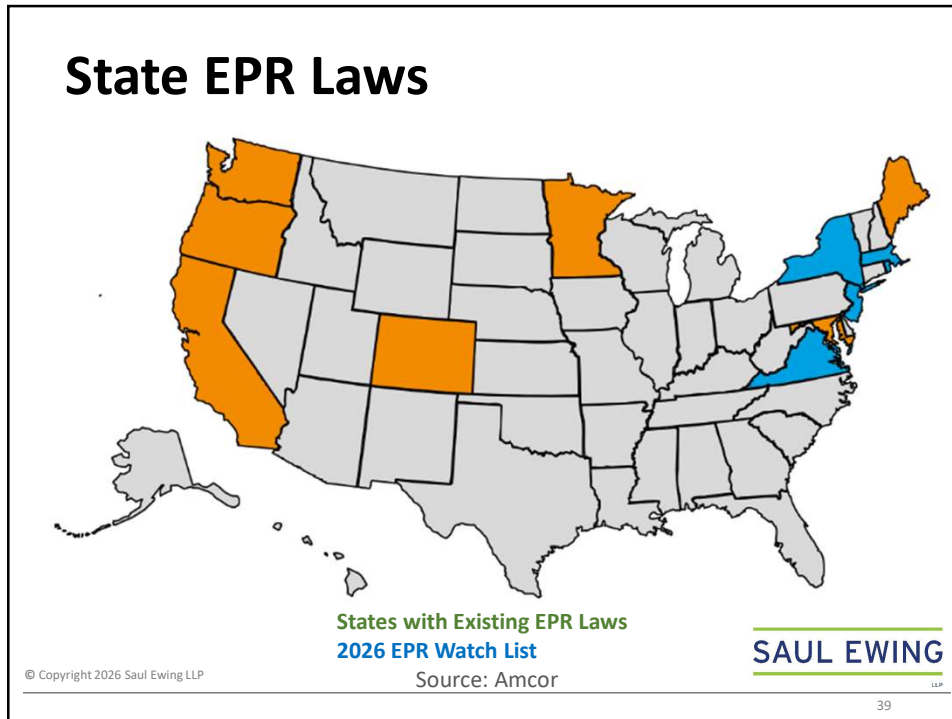 State EPR Laws
States with Existing EPR Laws
2026 EPR Watch List
Source: Amcor
© Copyright 2026 Saul Ewing LLP
SAUL EWING
LLP
39